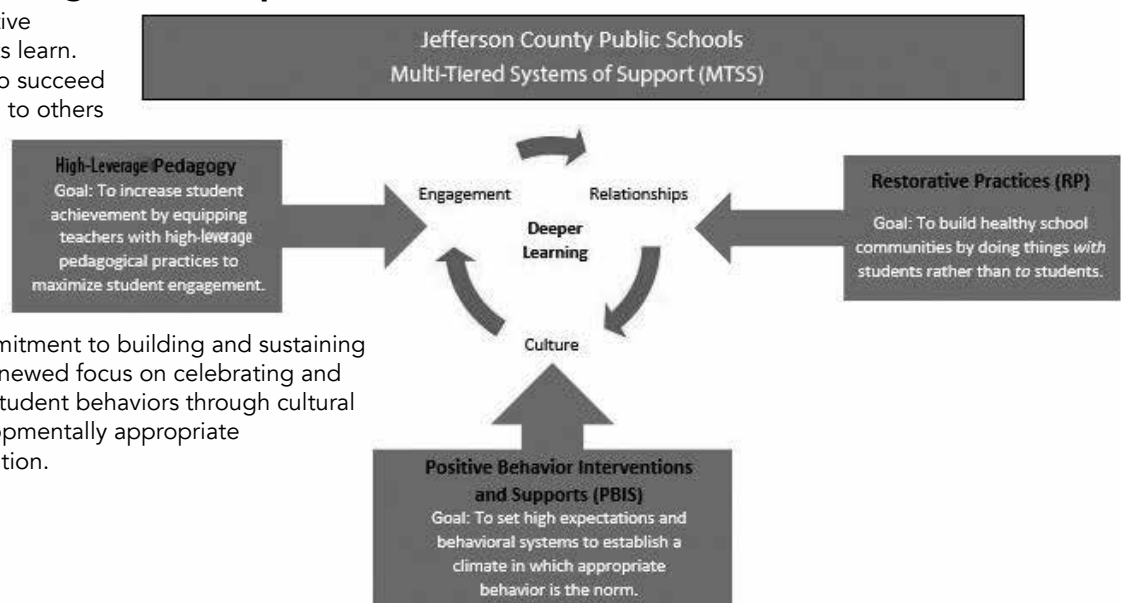 tive
s learn.
o succeed
to others
Jefferson County Public Schools
Multi-Tiered Systems of Support (MTSS)
High-Leverage Pedagogy
Goal: To increase student
achievement by equipping
teachers with high-leverage
pedagogical practices to
maximize student engagement.
Engagement
Relationships
Deeper
Learning
Culture
Restorative Practices (RP)
Goal: To build healthy school
communities by doing things with
students rather than to students.
mitment to building and sustaining
newed focus on celebrating and
tudent behaviors through cultural
opmentally appropriate
tion.
Positive Behavior Interventions
and Supports (PBIS)
Goal: To set high expectations and
behavioral systems to establish a
climate in which appropriate
behavior is the norm.